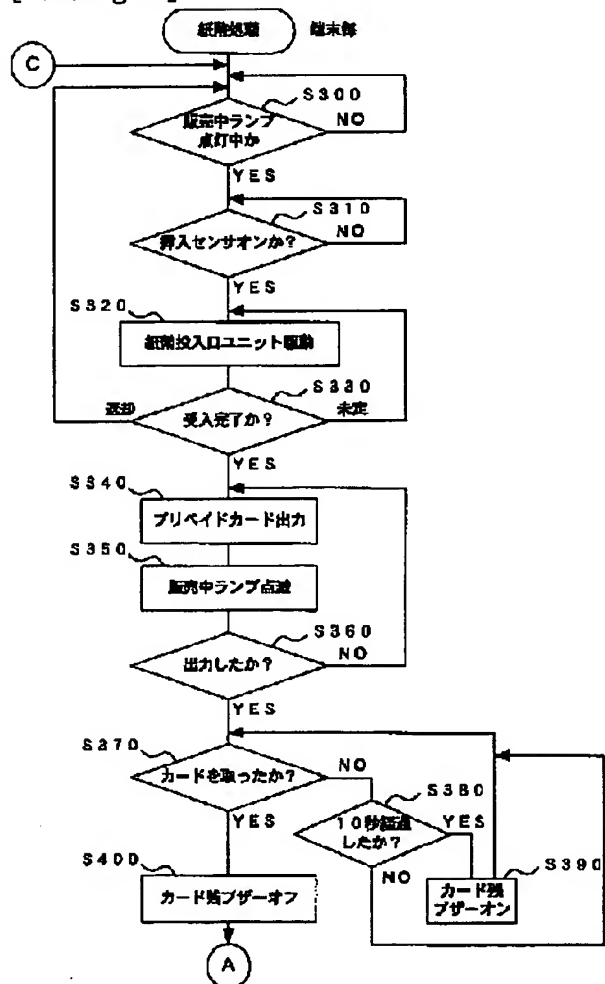 紙幣処理 端末部
C
S300
販売中ランプ
点灯中か
NO
YES
S310
挿入センサオンか？
NO
YES
S320
紙幣投入口ユニット駆動
S330
返却
受入完了か？
未定
YES
S340
プリペイドカード出力
S350
販売中ランプ点滅
S360
出力したか？
NO
YES
S370
カードを取ったか？
NO
YES
S380
10秒経過
したか？
YES
NO
S390
カード残
ブザーオン
S400
カード残ブザーオフ
A